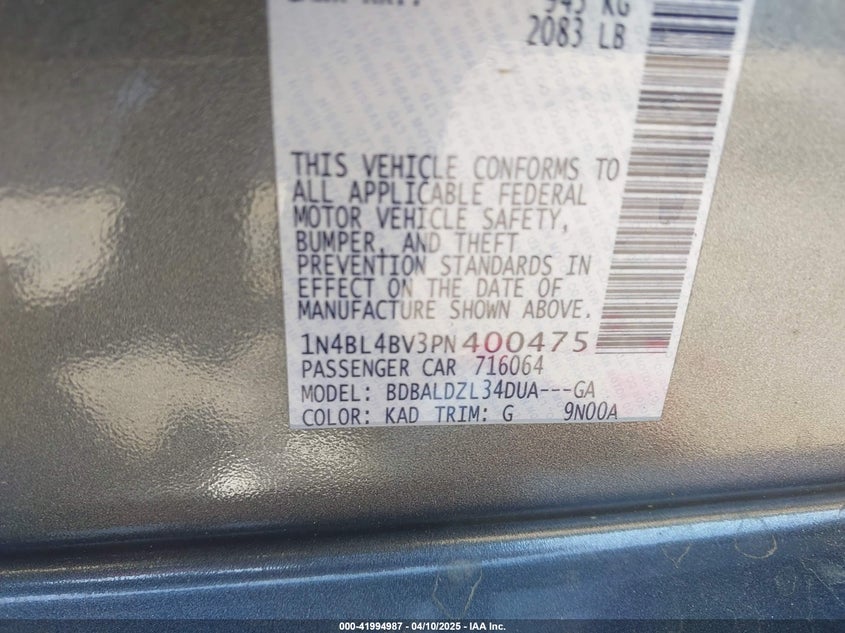 945 KG
2083 LB
THIS VEHICLE CONFORMS TO
ALL APPLICABLE FEDERAL
MOTOR VEHICLE SAFETY,
BUMPER, AND THEFT
PREVENTION STANDARDS IN
EFFECT ON THE DATE OF
MANUFACTURE SHOWN ABOVE.
1N4BL4BV3PN400475
PASSENGER CAR 716064
MODEL: BDBALDZL34DUA---GA
COLOR: KAD TRIM: G 9N00A
000-41994987 - 04/10/2025 - IAA Inc.